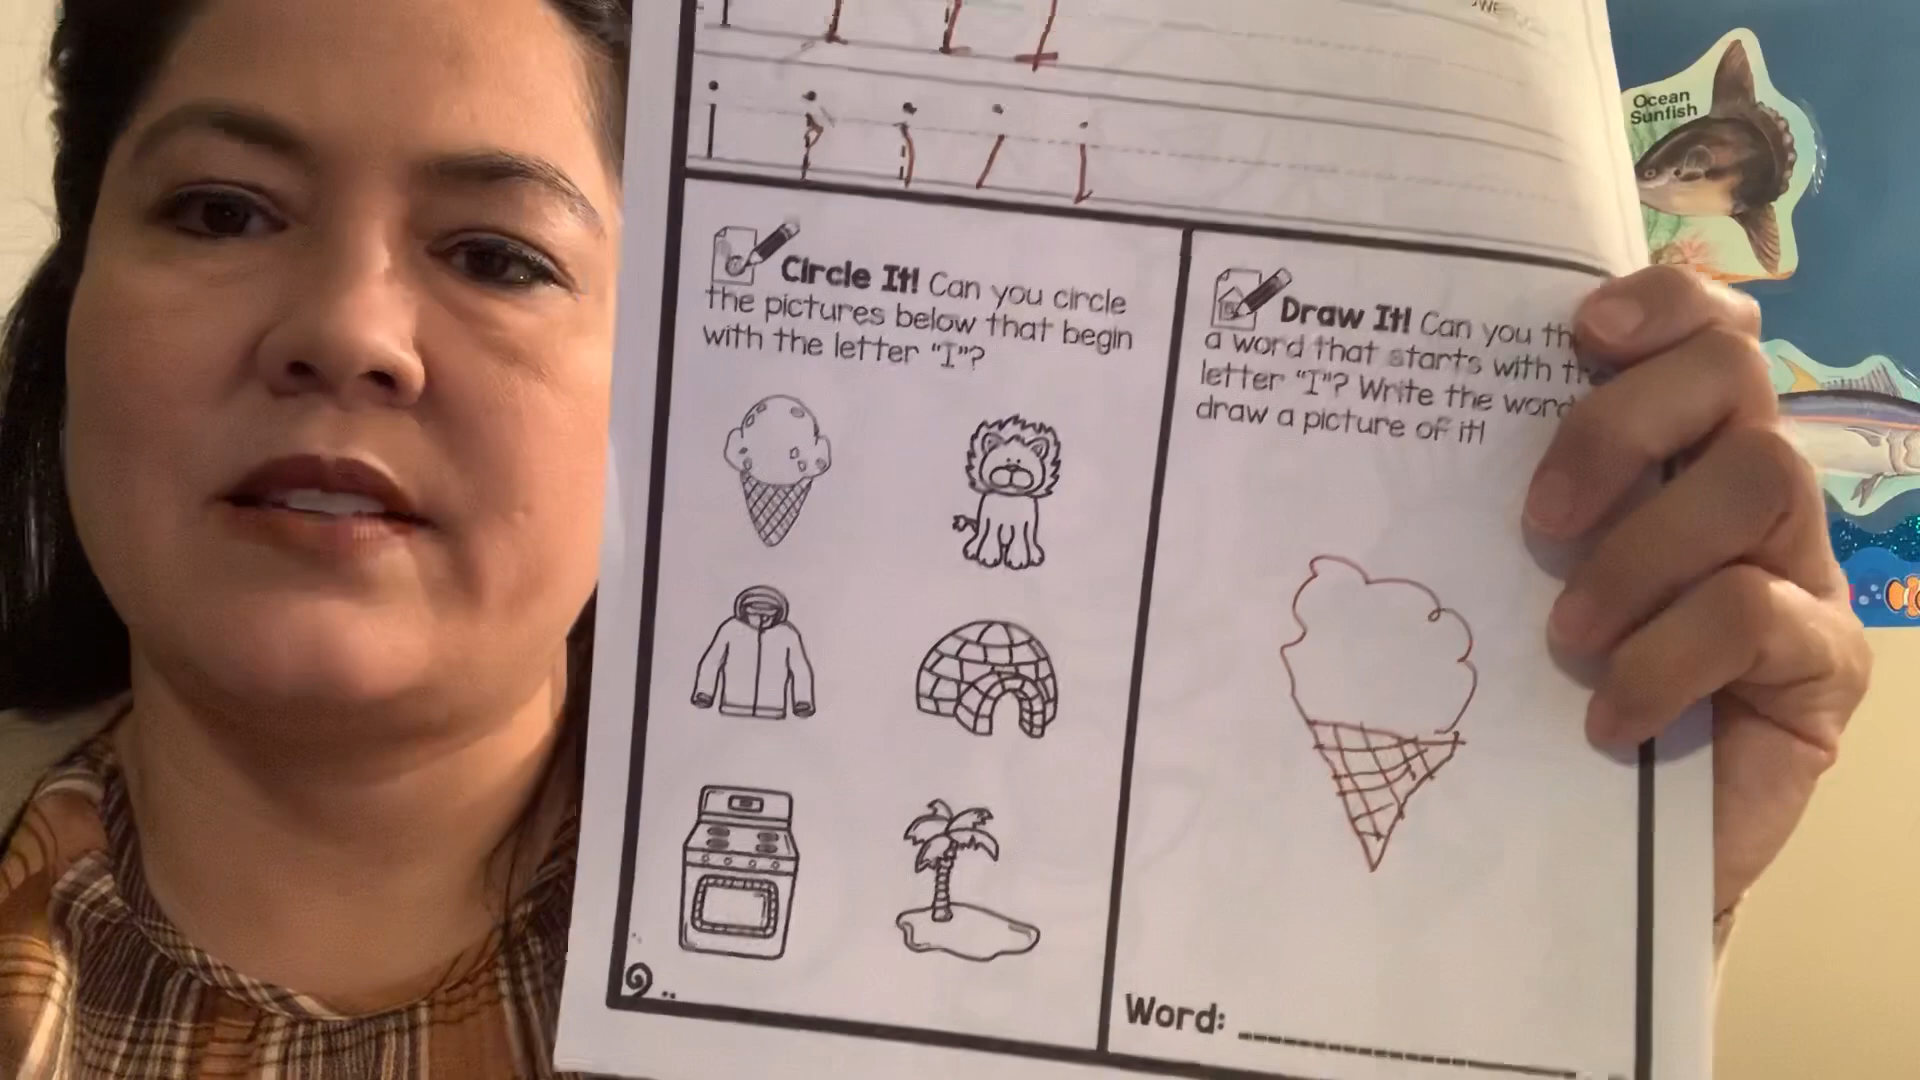 i i i i i
Ocean
Sunfish
Circle It! Can you circle
the pictures below that begin
with the letter "I"?
Draw It! Can you th
a word that starts with th
letter "I"? Write the word
draw a picture of it!
Word: